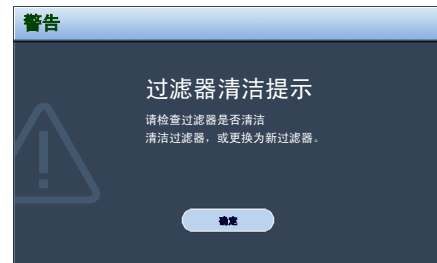 警告
过滤器清洁提示
请检查过滤器是否清洁
清洁过滤器，或更换为新过滤器。
确定